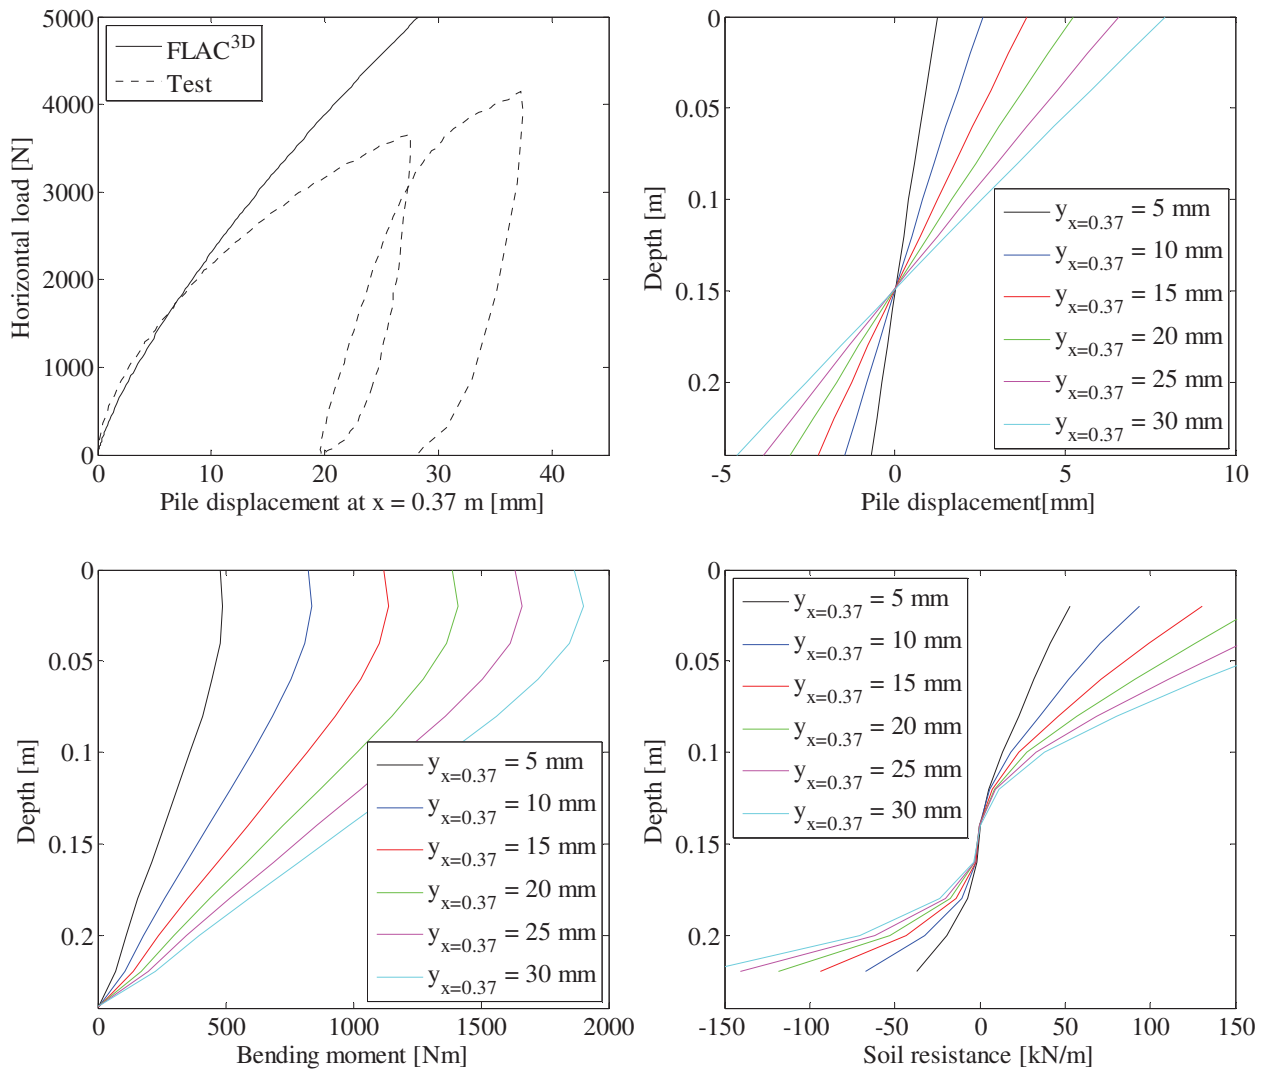 5000
4000
3000
2000
1000
0
Horizontal load [N]
FLAC3D
Test
0 10 20 30 40
Pile displacement at x = 0.37 m [mm]
0
0.05
0.1
0.15
0.2
Depth [m]
yx=0.37 = 5 mm
yx=0.37 = 10 mm
yx=0.37 = 15 mm
yx=0.37 = 20 mm
yx=0.37 = 25 mm
yx=0.37 = 30 mm
-5 0 5 10
Pile displacement[mm]
0
0.05
0.1
0.15
0.2
Depth [m]
yx=0.37 = 5 mm
yx=0.37 = 10 mm
yx=0.37 = 15 mm
yx=0.37 = 20 mm
yx=0.37 = 25 mm
yx=0.37 = 30 mm
0 500 1000 1500 2000
Bending moment [Nm]
0
0.05
0.1
0.15
0.2
Depth [m]
yx=0.37 = 5 mm
yx=0.37 = 10 mm
yx=0.37 = 15 mm
yx=0.37 = 20 mm
yx=0.37 = 25 mm
yx=0.37 = 30 mm
-150 -100 -50 0 50 100 150
Soil resistance [kN/m]